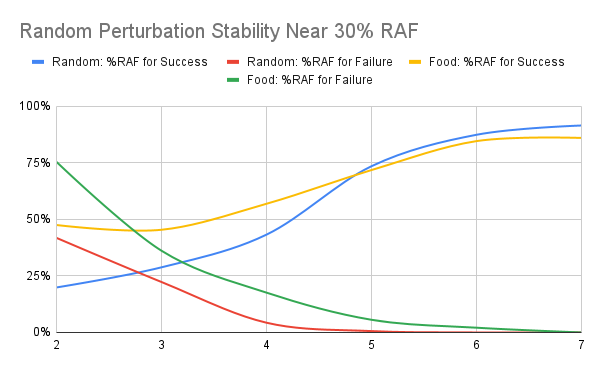 Random Perturbation Stability Near 30% RAF
Random: %RAF for Success Random: %RAF for Failure Food: %RAF for Success
Food: %RAF for Failure
100%
75%
50%
25%
0%
2 3 4 5 6 7